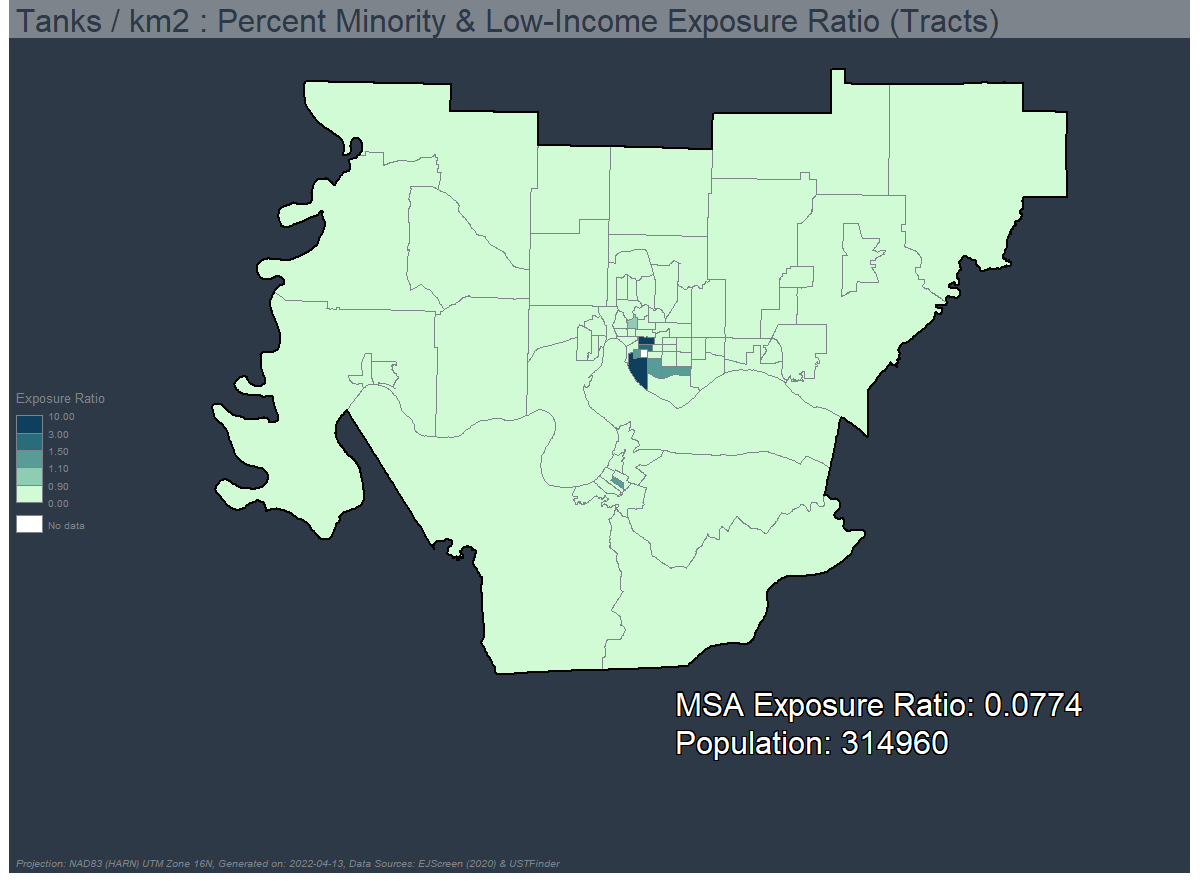 Tanks / km2 : Percent Minority & Low-Income Exposure Ratio (Tracts)
Exposure Ratio
10.00
3.00
1.50
1.10
0.90
0.00
No data
MSA Exposure Ratio: 0.0774
Population: 314960
Projection: NAD83 (HARN) UTM Zone 16N, Generated on: 2022-04-13, Data Sources: EJScreen (2020) & USTFinder